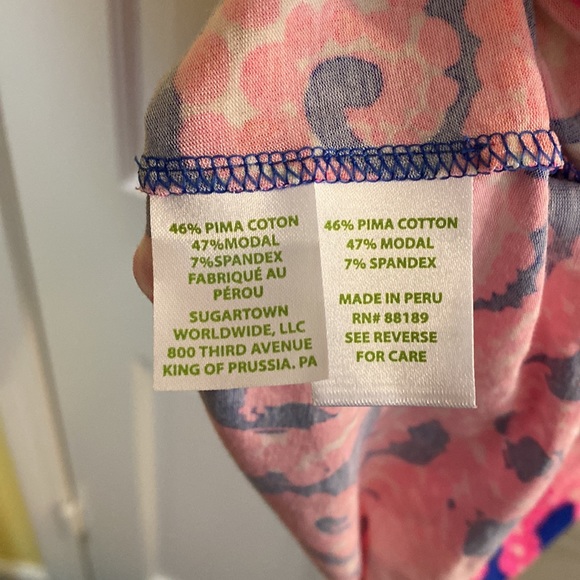 46% PIMA COTON
47%MODAL
7%SPANDEX
FABRIQUÉ AU
PÉROU
SUGARTOWN
WORLDWIDE, LLC
800 THIRD AVENUE
KING OF PRUSSIA. PA
46% PIMA COTTON
47% MODAL
7% SPANDEX
MADE IN PERU
RN# 88189
SEE REVERSE
FOR CARE